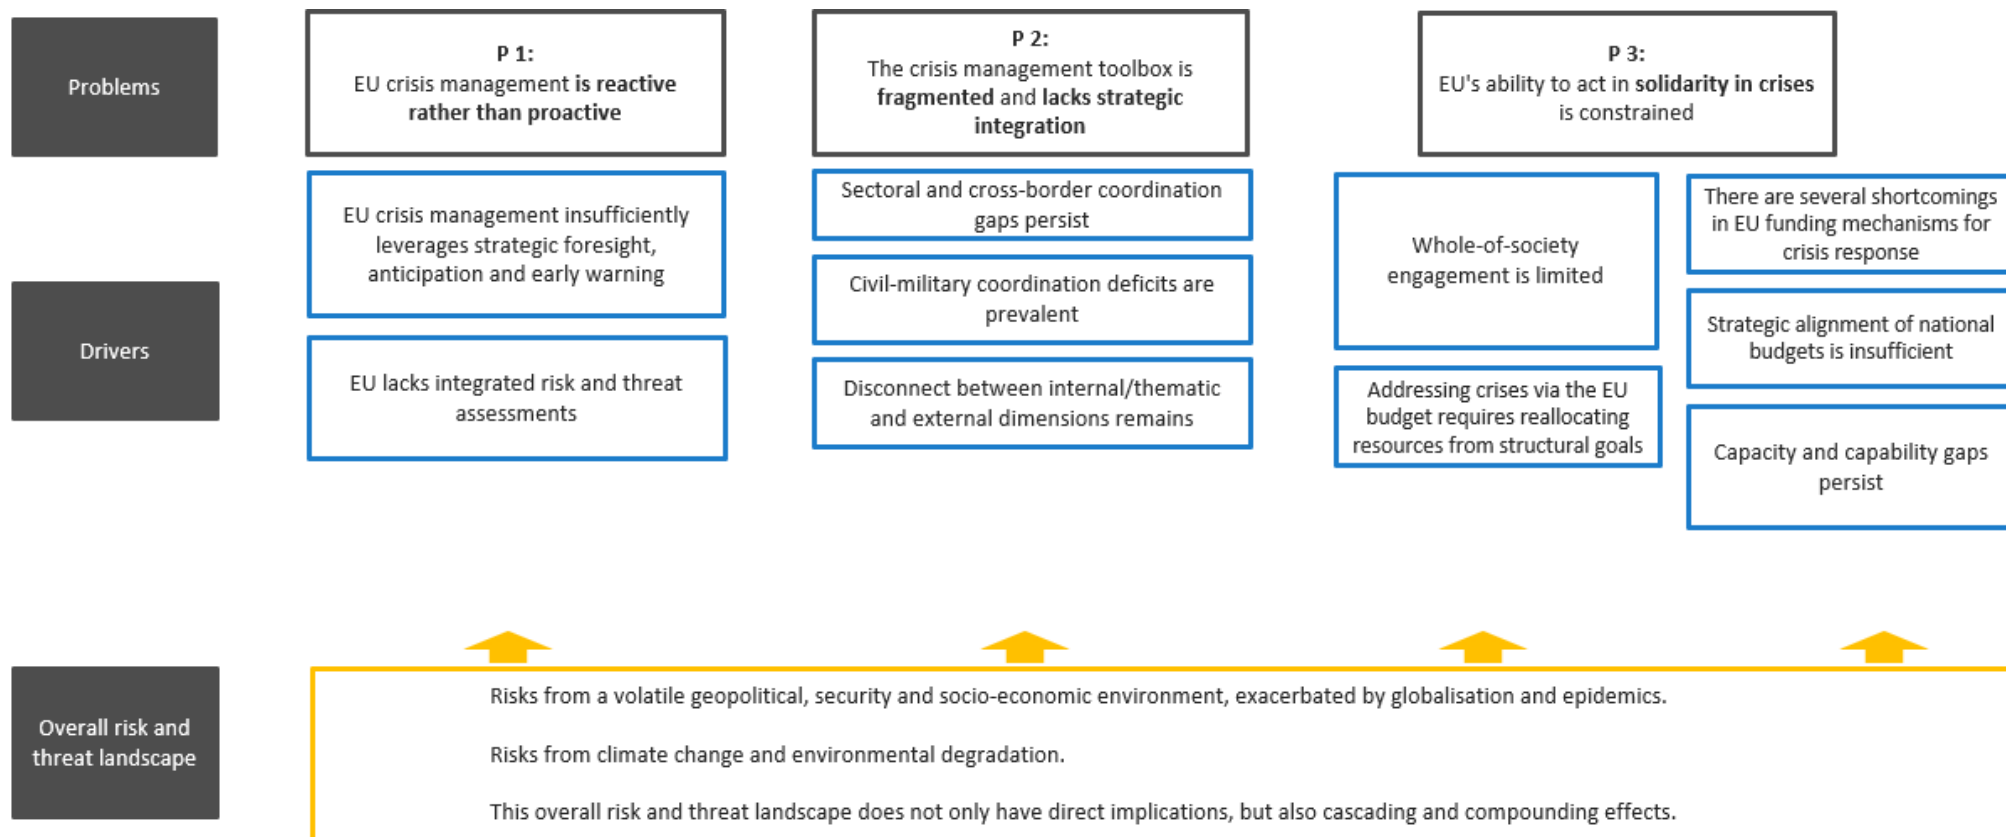 Problems
P 1:
EU crisis management is reactive
rather than proactive
P 2:
The crisis management toolbox is
fragmented and lacks strategic
integration
P 3:
EU's ability to act in solidarity in crises
is constrained
Drivers
EU crisis management insufficiently
leverages strategic foresight,
anticipation and early warning
EU lacks integrated risk and threat
assessments
Sectoral and cross-border coordination
gaps persist
Civil-military coordination deficits are
prevalent
Disconnect between internal/thematic
and external dimensions remains
Whole-of-society
engagement is limited
Addressing crises via the EU
budget requires reallocating
resources from structural goals
There are several shortcomings
in EU funding mechanisms for
crisis response
Strategic alignment of national
budgets is insufficient
Capacity and capability gaps
persist
Overall risk and
threat landscape
Risks from a volatile geopolitical, security and socio-economic environment, exacerbated by globalisation and epidemics.
Risks from climate change and environmental degradation.
This overall risk and threat landscape does not only have direct implications, but also cascading and compounding effects.